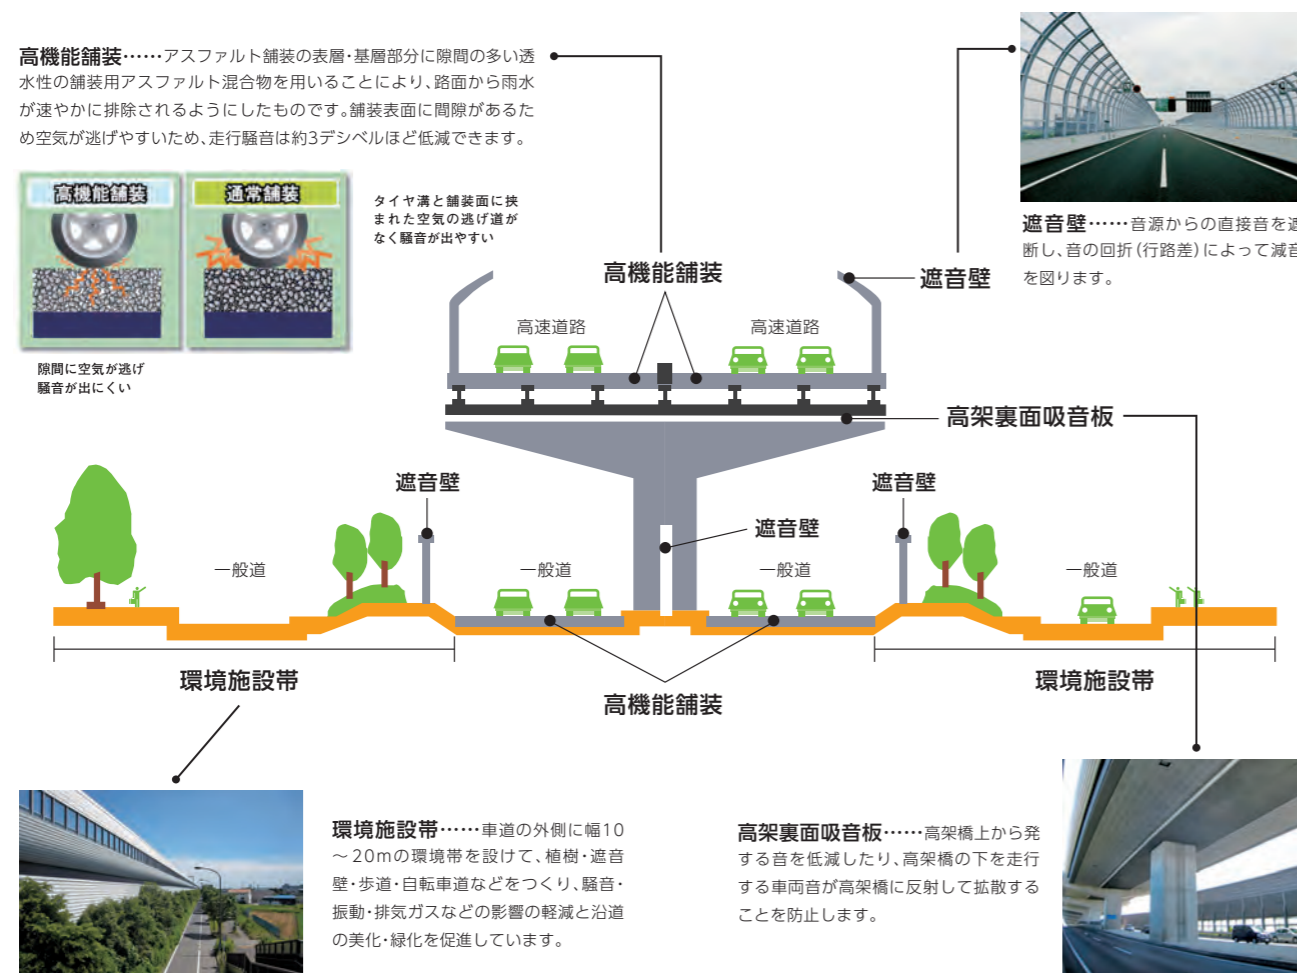 高機能舗装……アスファルト舗装の表層・基層部分に隙間の多い透
水性の舗装用アスファルト混合物を用いることにより、路面から雨水
が速やかに排除されるようにしたものです。舗装表面に間隙があるた
め空気が逃げやすいため、走行騒音は約3デシベルほど低減できます。
高機能舗装
通常舗装
タイヤ溝と舗装面に挟
まれた空気の逃げ道が
なく騒音が出やすい
隙間に空気が逃げ
騒音が出にくい
遮音壁……音源からの直接音を遮
断し、音の回折(行路差)によって減音
を図ります。
高機能舗装
遮音壁
高速道路
高速道路
高架裏面吸音板
遮音壁
遮音壁
遮音壁
一般道
一般道
一般道
一般道
環境施設帯
環境施設帯
高機能舗装
環境施設帯……車道の外側に幅10
～20mの環境帯を設けて、植樹・遮音
壁・歩道・自転車道などをつくり、騒音・
振動・排気ガスなどの影響の軽減と沿道
の美化・緑化を促進しています。
高架裏面吸音板……高架橋上から発
する音を低減したり、高架橋の下を走行
する車両音が高架橋に反射して拡散する
ことを防止します。